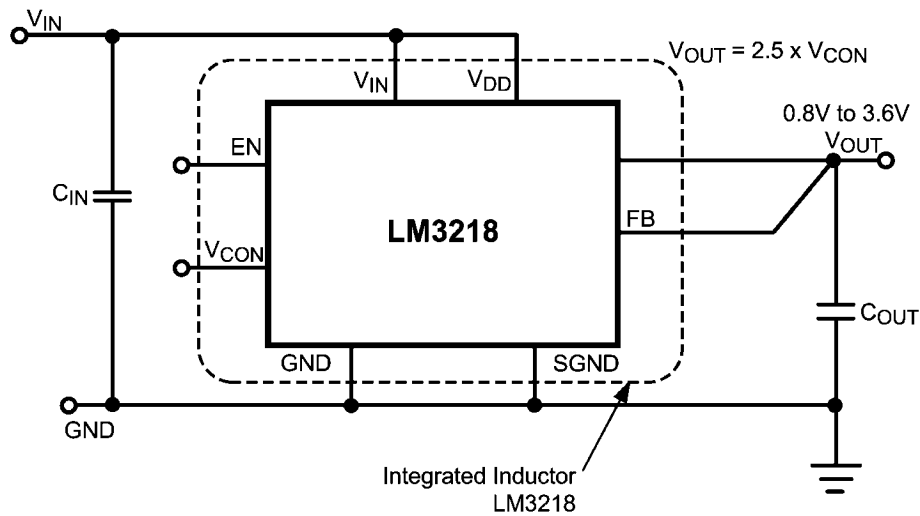 VIN
VOUT = 2.5 x VCON
VIN
VDD
0.8V to 3.6V
VOUT
EN
CIN
FB
LM3218
VCON
COUT
GND
SGND
GND
Integrated Inductor
LM3218